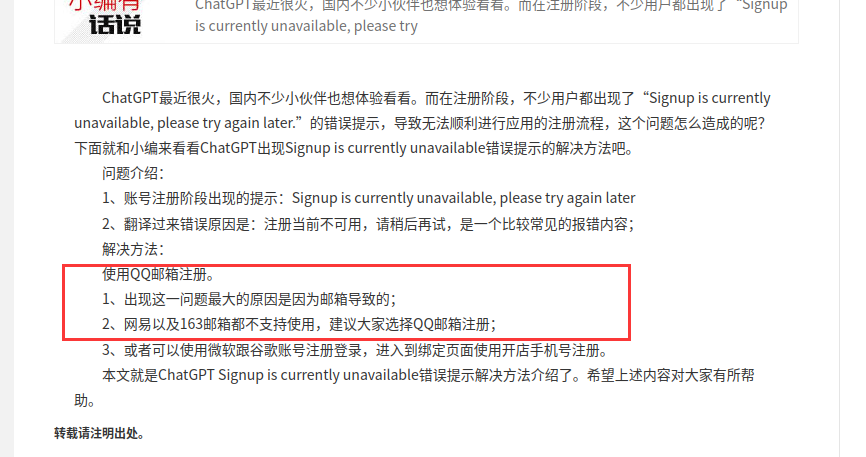 小编有
话说
ChatGPT最近很火，国内不少小伙伴也想体验看看。而在注册阶段，不少用户都出现了“Signup
is currently unavailable, please try
ChatGPT最近很火，国内不少小伙伴也想体验看看。而在注册阶段，不少用户都出现了“Signup is currently
unavailable, please try again later.”的错误提示，导致无法顺利进行应用的注册流程，这个问题怎么造成的呢？
下面就和小编来看看ChatGPT出现Signup is currently unavailable错误提示的解决方法吧。
问题介绍：
1、账号注册阶段出现的提示：Signup is currently unavailable, please try again later
2、翻译过来错误原因是：注册当前不可用，请稍后再试，是一个比较常见的报错内容；
解决方法：
使用QQ邮箱注册。
1、出现这一问题最大的原因是因为邮箱导致的；
2、网易以及163邮箱都不支持使用，建议大家选择QQ邮箱注册；
3、或者可以使用微软跟谷歌账号注册登录，进入到绑定页面使用开店手机号注册。
本文就是ChatGPT Signup is currently unavailable错误提示解决方法介绍了。希望上述内容对大家有所帮
助。
转载请注明出处。